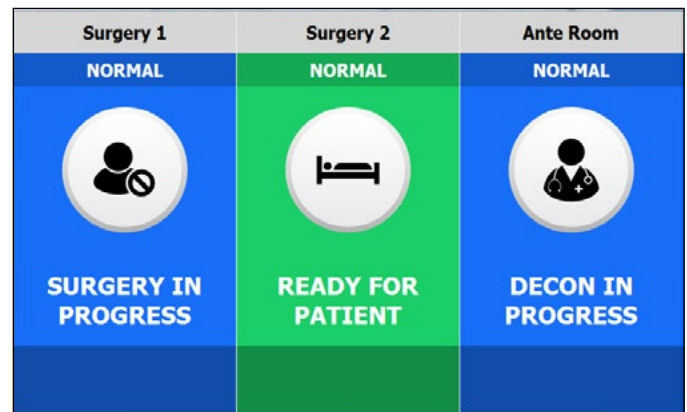 Surgery 1
NORMAL
SURGERY IN
PROGRESS
Surgery 2
NORMAL
READY FOR
PATIENT
Ante Room
NORMAL
DECON IN
PROGRESS